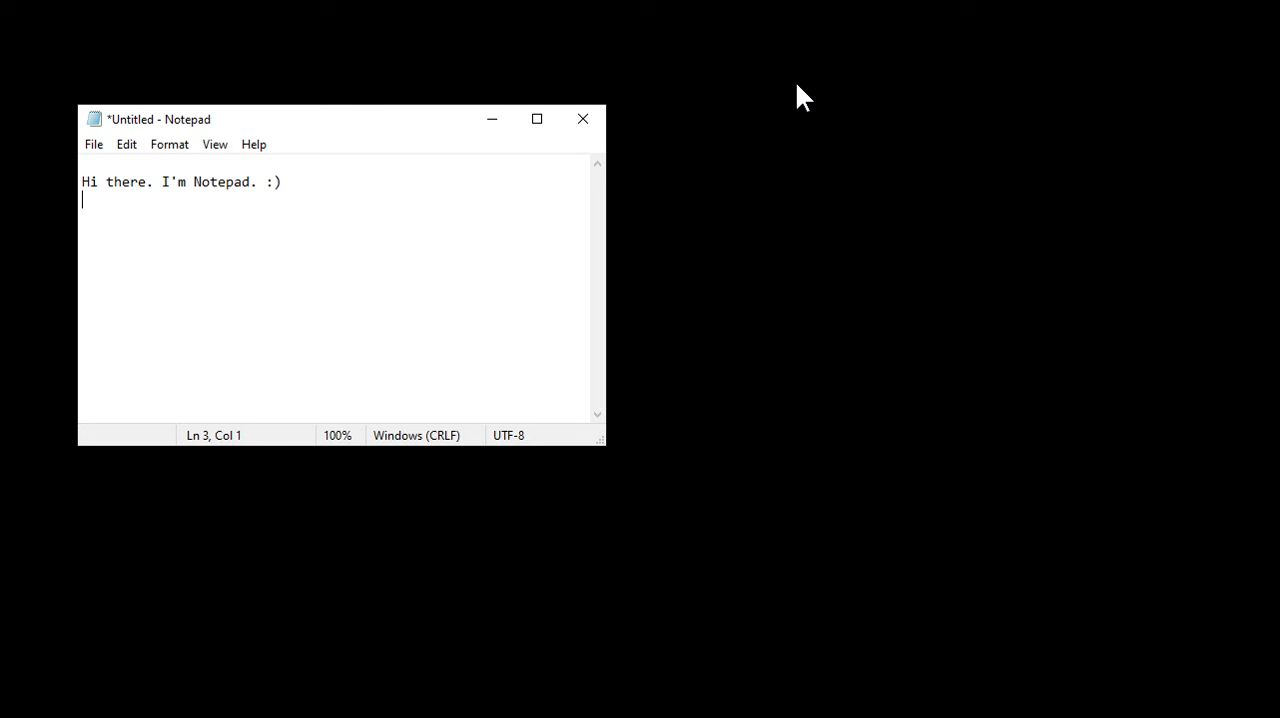 *Untitled - Notepad
File Edit Format View Help
Hi there. I'm Notepad. :)
Ln 3, Col 1 100% Windows (CRLF) UTF-8